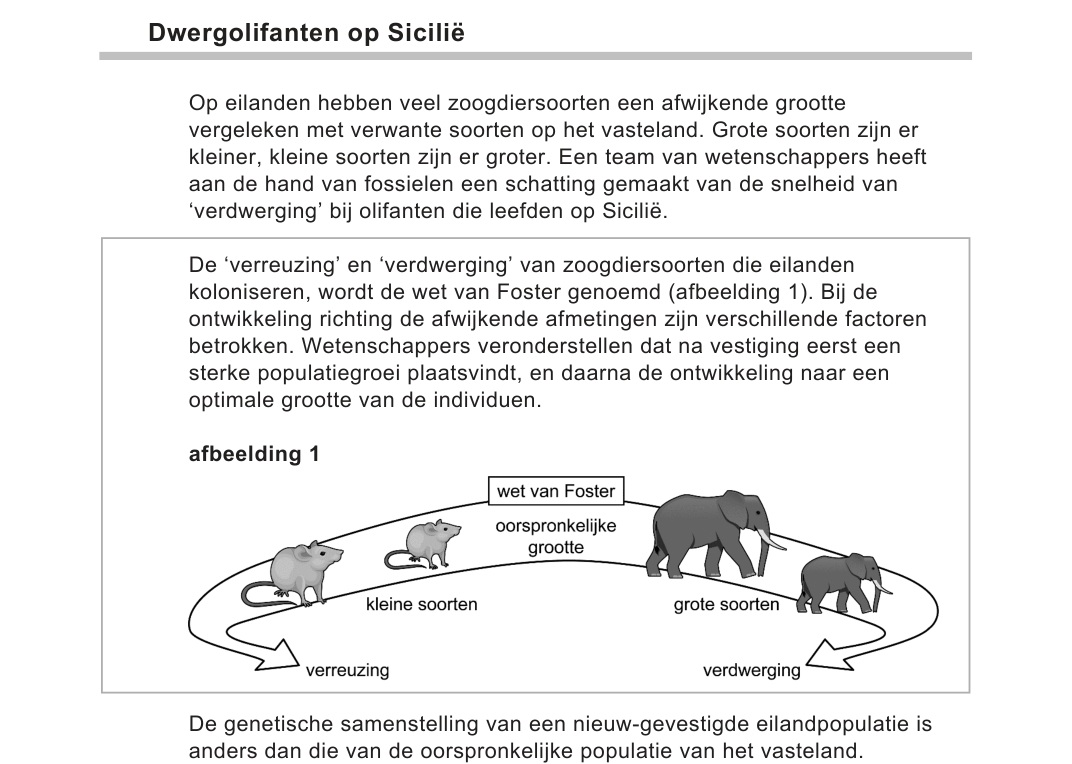 Dwergolifanten op Sicilië
Op eilanden hebben veel zoogdiersoorten een afwijkende grootte
vergeleken met verwante soorten op het vasteland. Grote soorten zijn er
kleiner, kleine soorten zijn er groter. Een team van wetenschappers heeft
aan de hand van fossielen een schatting gemaakt van de snelheid van
‘verdwerging’ bij olifanten die leefden op Sicilië.
De ‘verreuzing’ en ‘verdwerging’ van zoogdiersoorten die eilanden
koloniseren, wordt de wet van Foster genoemd (afbeelding 1). Bij de
ontwikkeling richting de afwijkende afmetingen zijn verschillende factoren
betrokken. Wetenschappers veronderstellen dat na vestiging eerst een
sterke populatiegroei plaatsvindt, en daarna de ontwikkeling naar een
optimale grootte van de individuen.
afbeelding 1
wet van Foster
oorspronkelijke
grootte
kleine soorten
grote soorten
verreuzing
verdwerging
De genetische samenstelling van een nieuw-gevestigde eilandpopulatie is
anders dan die van de oorspronkelijke populatie van het vasteland.